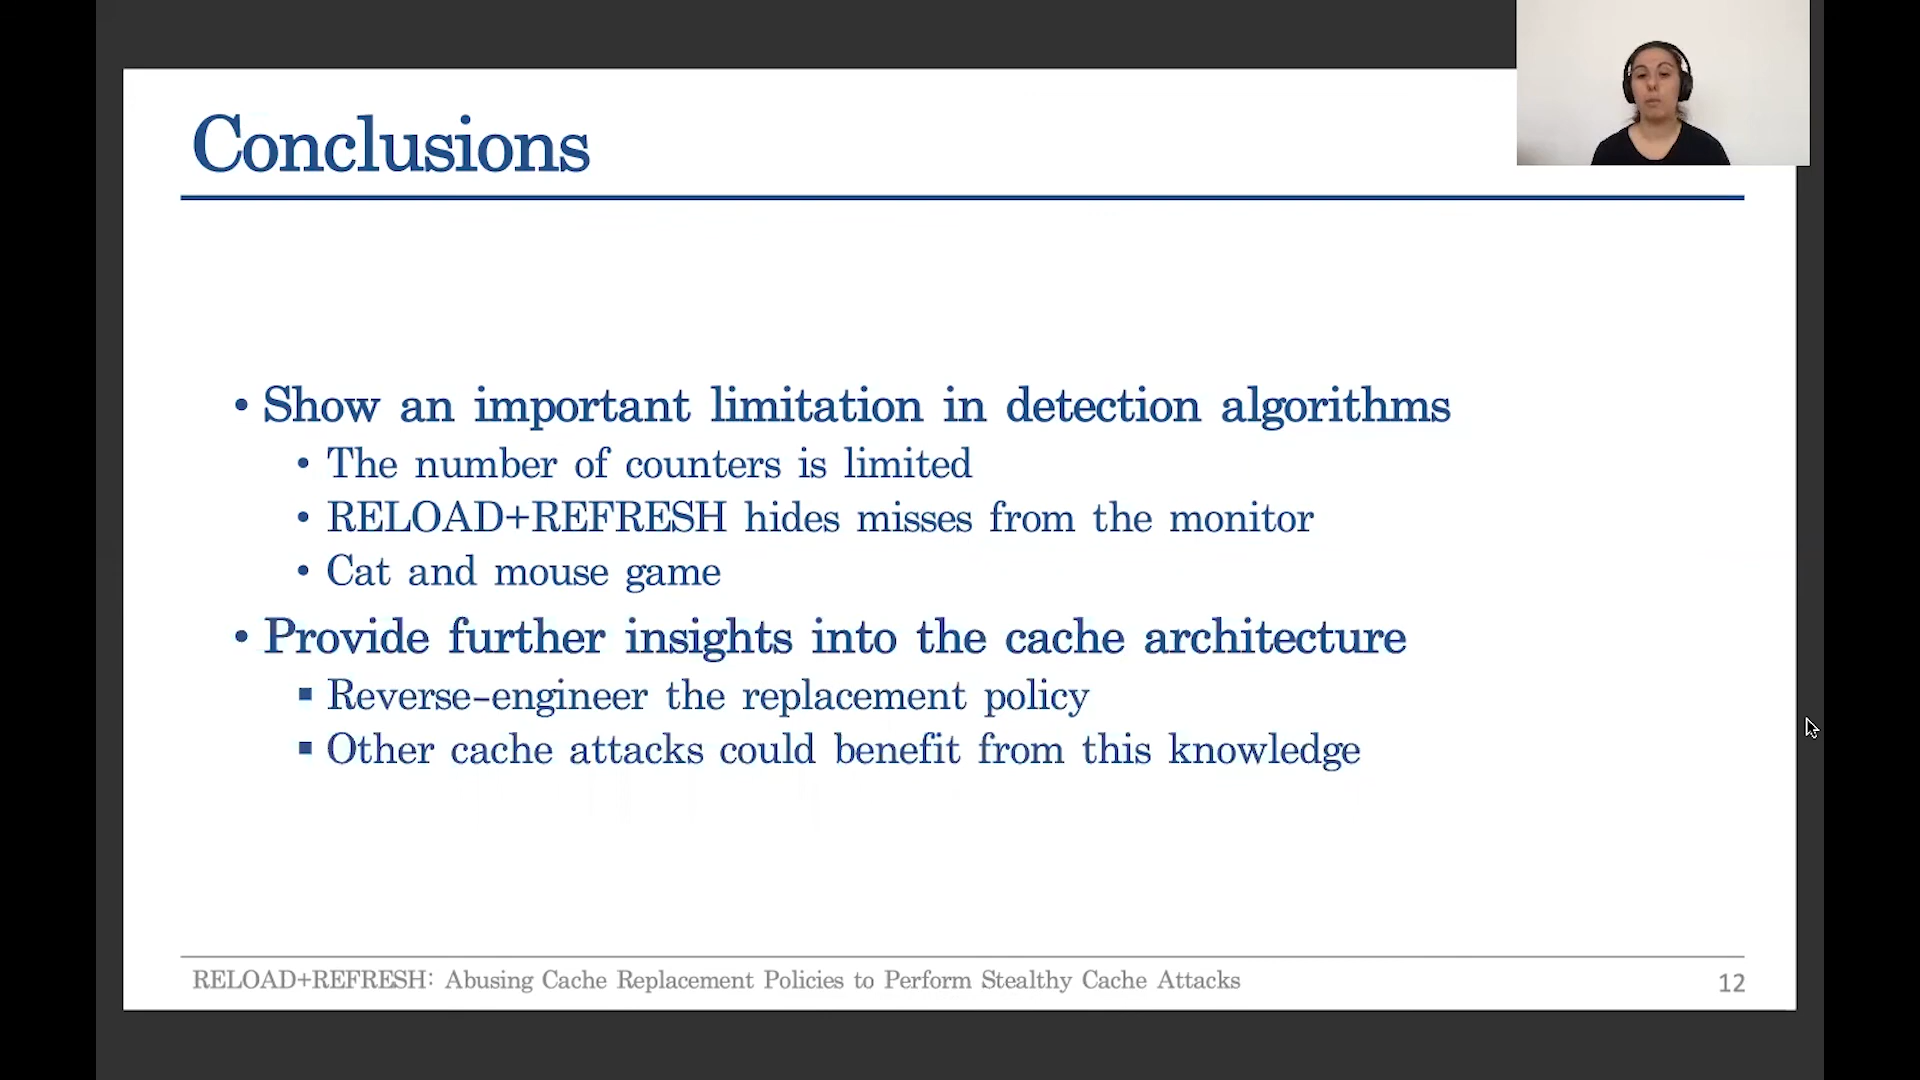 Conclusions
• Show an important limitation in detection algorithms
• The number of counters is limited
• RELOAD+REFRESH hides misses from the monitor
• Cat and mouse game
• Provide further insights into the cache architecture
▪ Reverse-engineer the replacement policy
▪ Other cache attacks could benefit from this knowledge
RELOAD+REFRESH: Abusing Cache Replacement Policies to Perform Stealthy Cache Attacks
12